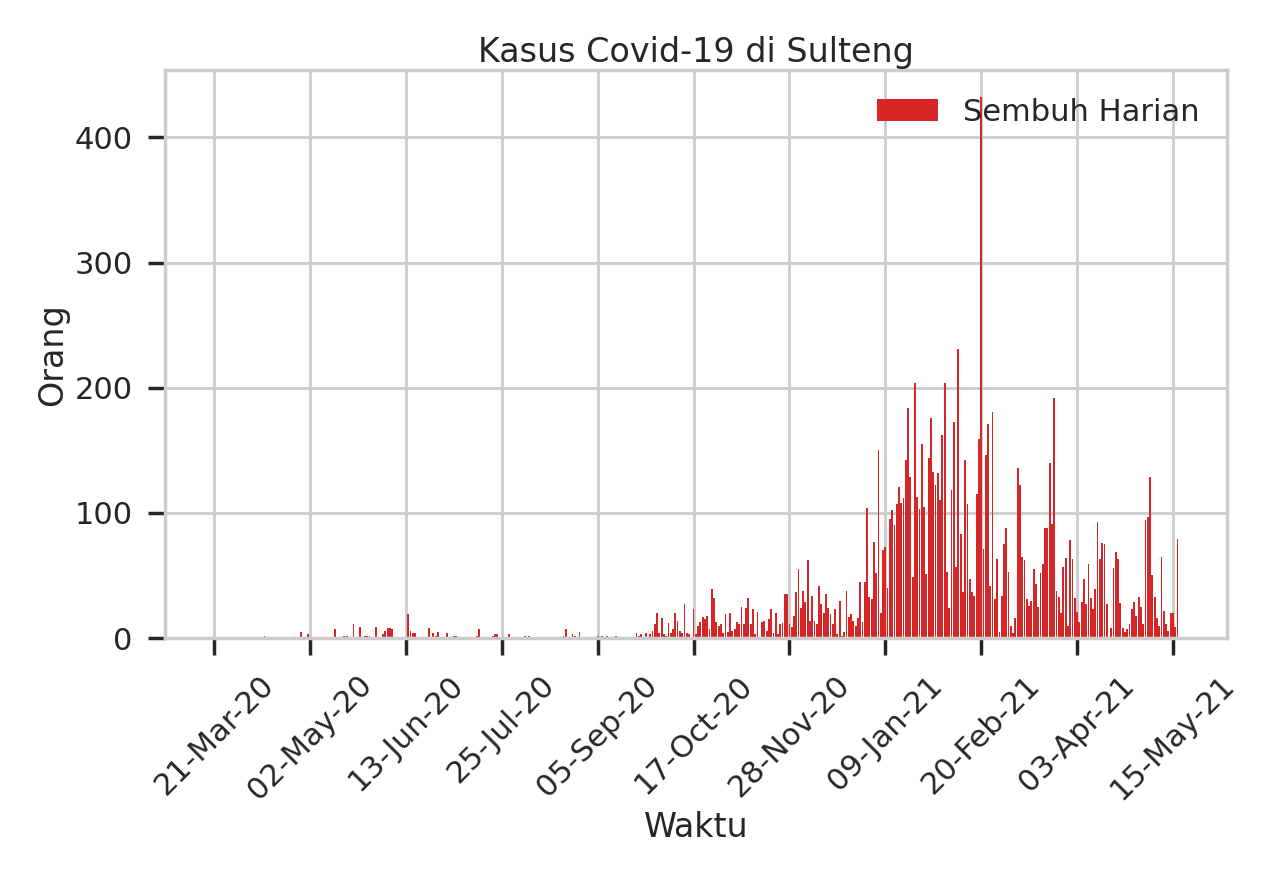 Kasus Covid-19 di Sulteng
Sembuh Harian
400
300
200
100
0
Orang
21-Mar-20
02-May-20
13-Jun-20
25-Jul-20
05-Sep-20
17-Oct-20
28-Nov-20
09-Jan-21
20-Feb-21
03-Apr-21
15-May-21
Waktu